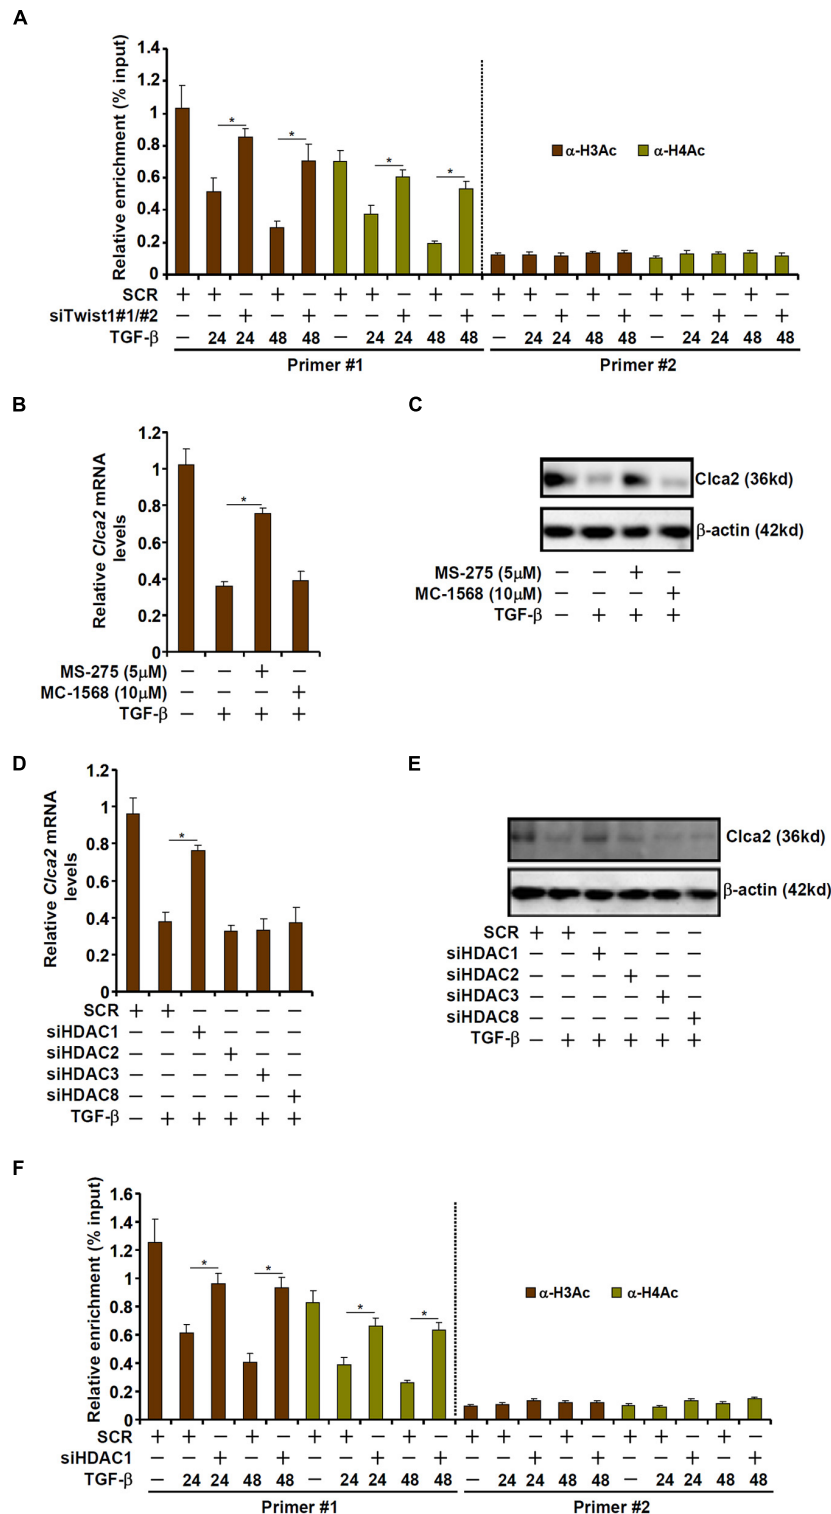 A
Relative enrichment (% input)
1.4
1.2
1
0.8
0.6
0.4
0.2
0
* * * *
α-H3Ac α-H4Ac
SCR + + - + - + + - + - + + - + - + + - + -
siTwist1#1/#2 - - + - + - - + - + - - + - + - - + - +
TGF-β - 24 24 48 48 - 24 24 48 48 - 24 24 48 48 - 24 24 48 48
Primer #1 Primer #2
B
Relative Clca2 mRNA
levels
1.2
1
0.8
0.6
0.4
0.2
0
*
MS-275 (5µM) - - + -
MC-1568 (10µM) - - - +
TGF-β - + + +
C
Clca2 (36kd)
β-actin (42kd)
MS-275 (5µM) - - + -
MC-1568 (10µM) - - - +
TGF-β - + + +
D
Relative Clca2 mRNA
levels
1.2
1
0.8
0.6
0.4
0.2
0
*
SCR + + - - - -
siHDAC1 - - + - - -
siHDAC2 - - - + - -
siHDAC3 - - - - + -
siHDAC8 - - - - - +
TGF-β - + + + + +
E
Clca2 (36kd)
β-actin (42kd)
SCR + + - - - -
siHDAC1 - - + - - -
siHDAC2 - - - + - -
siHDAC3 - - - - + -
siHDAC8 - - - - - +
TGF-β - + + + + +
F
Relative enrichment (% input)
1.6
1.4
1.2
1
0.8
0.6
0.4
0.2
0
* * * *
α-H3Ac α-H4Ac
SCR + + - + - + + - + - + + - + - + + - + -
siHDAC1 - - + - + - - + - + - - + - + - - + - +
TGF-β - 24 24 48 48 - 24 24 48 48 - 24 24 48 48 - 24 24 48 48
Primer #1 Primer #2